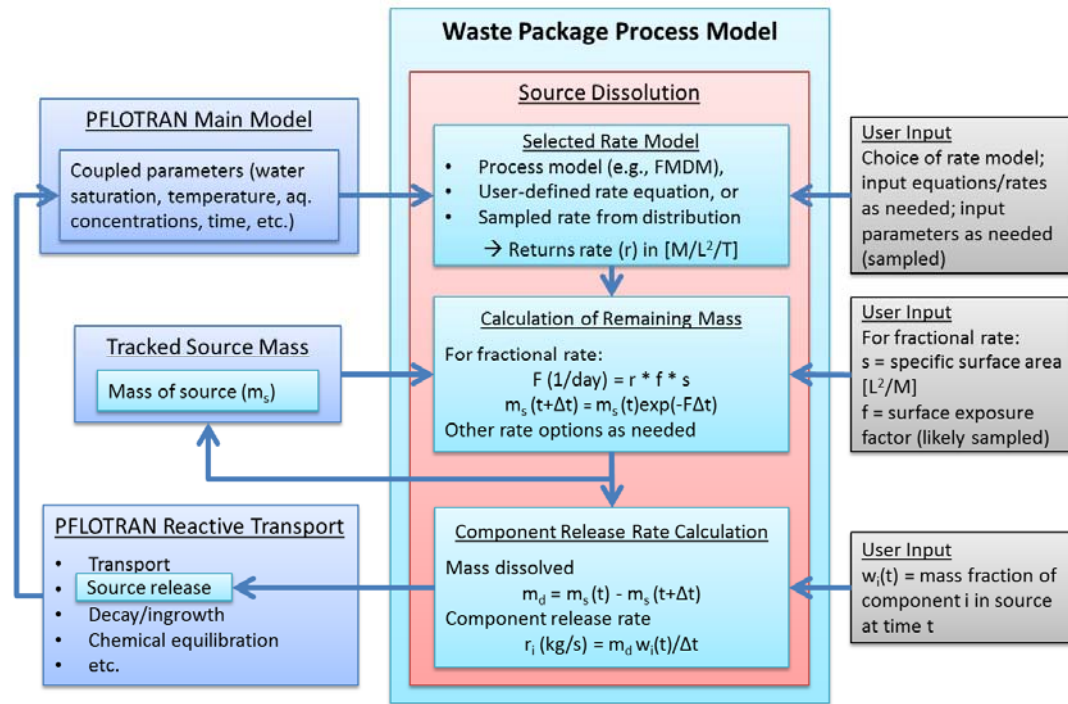 Waste Package Process Model
PFLOTRAN Main Model
Coupled parameters (water
saturation, temperature, aq.
concentrations, time, etc.)
Source Dissolution
Selected Rate Model
• Process model (e.g., FMDM),
• User-defined rate equation, or
• Sampled rate from distribution
→ Returns rate (r) in [M/L²/T]
User Input
Choice of rate model;
input equations/rates
as needed; input
parameters as needed
(sampled)
Tracked Source Mass
Mass of source (mₛ)
Calculation of Remaining Mass
For fractional rate:
F (1/day) = r * f * s
mₛ (t+Δt) = mₛ (t)exp(-FΔt)
Other rate options as needed
User Input
For fractional rate:
s = specific surface area
[L²/M]
f = surface exposure
factor (likely sampled)
PFLOTRAN Reactive Transport
• Transport
• Source release
• Decay/ingrowth
• Chemical equilibration
• etc.
Component Release Rate Calculation
Mass dissolved
m_d = mₛ (t) - mₛ (t+Δt)
Component release rate
rᵢ (kg/s) = m_d wᵢ(t)/Δt
User Input
wᵢ(t) = mass fraction of
component i in source
at time t